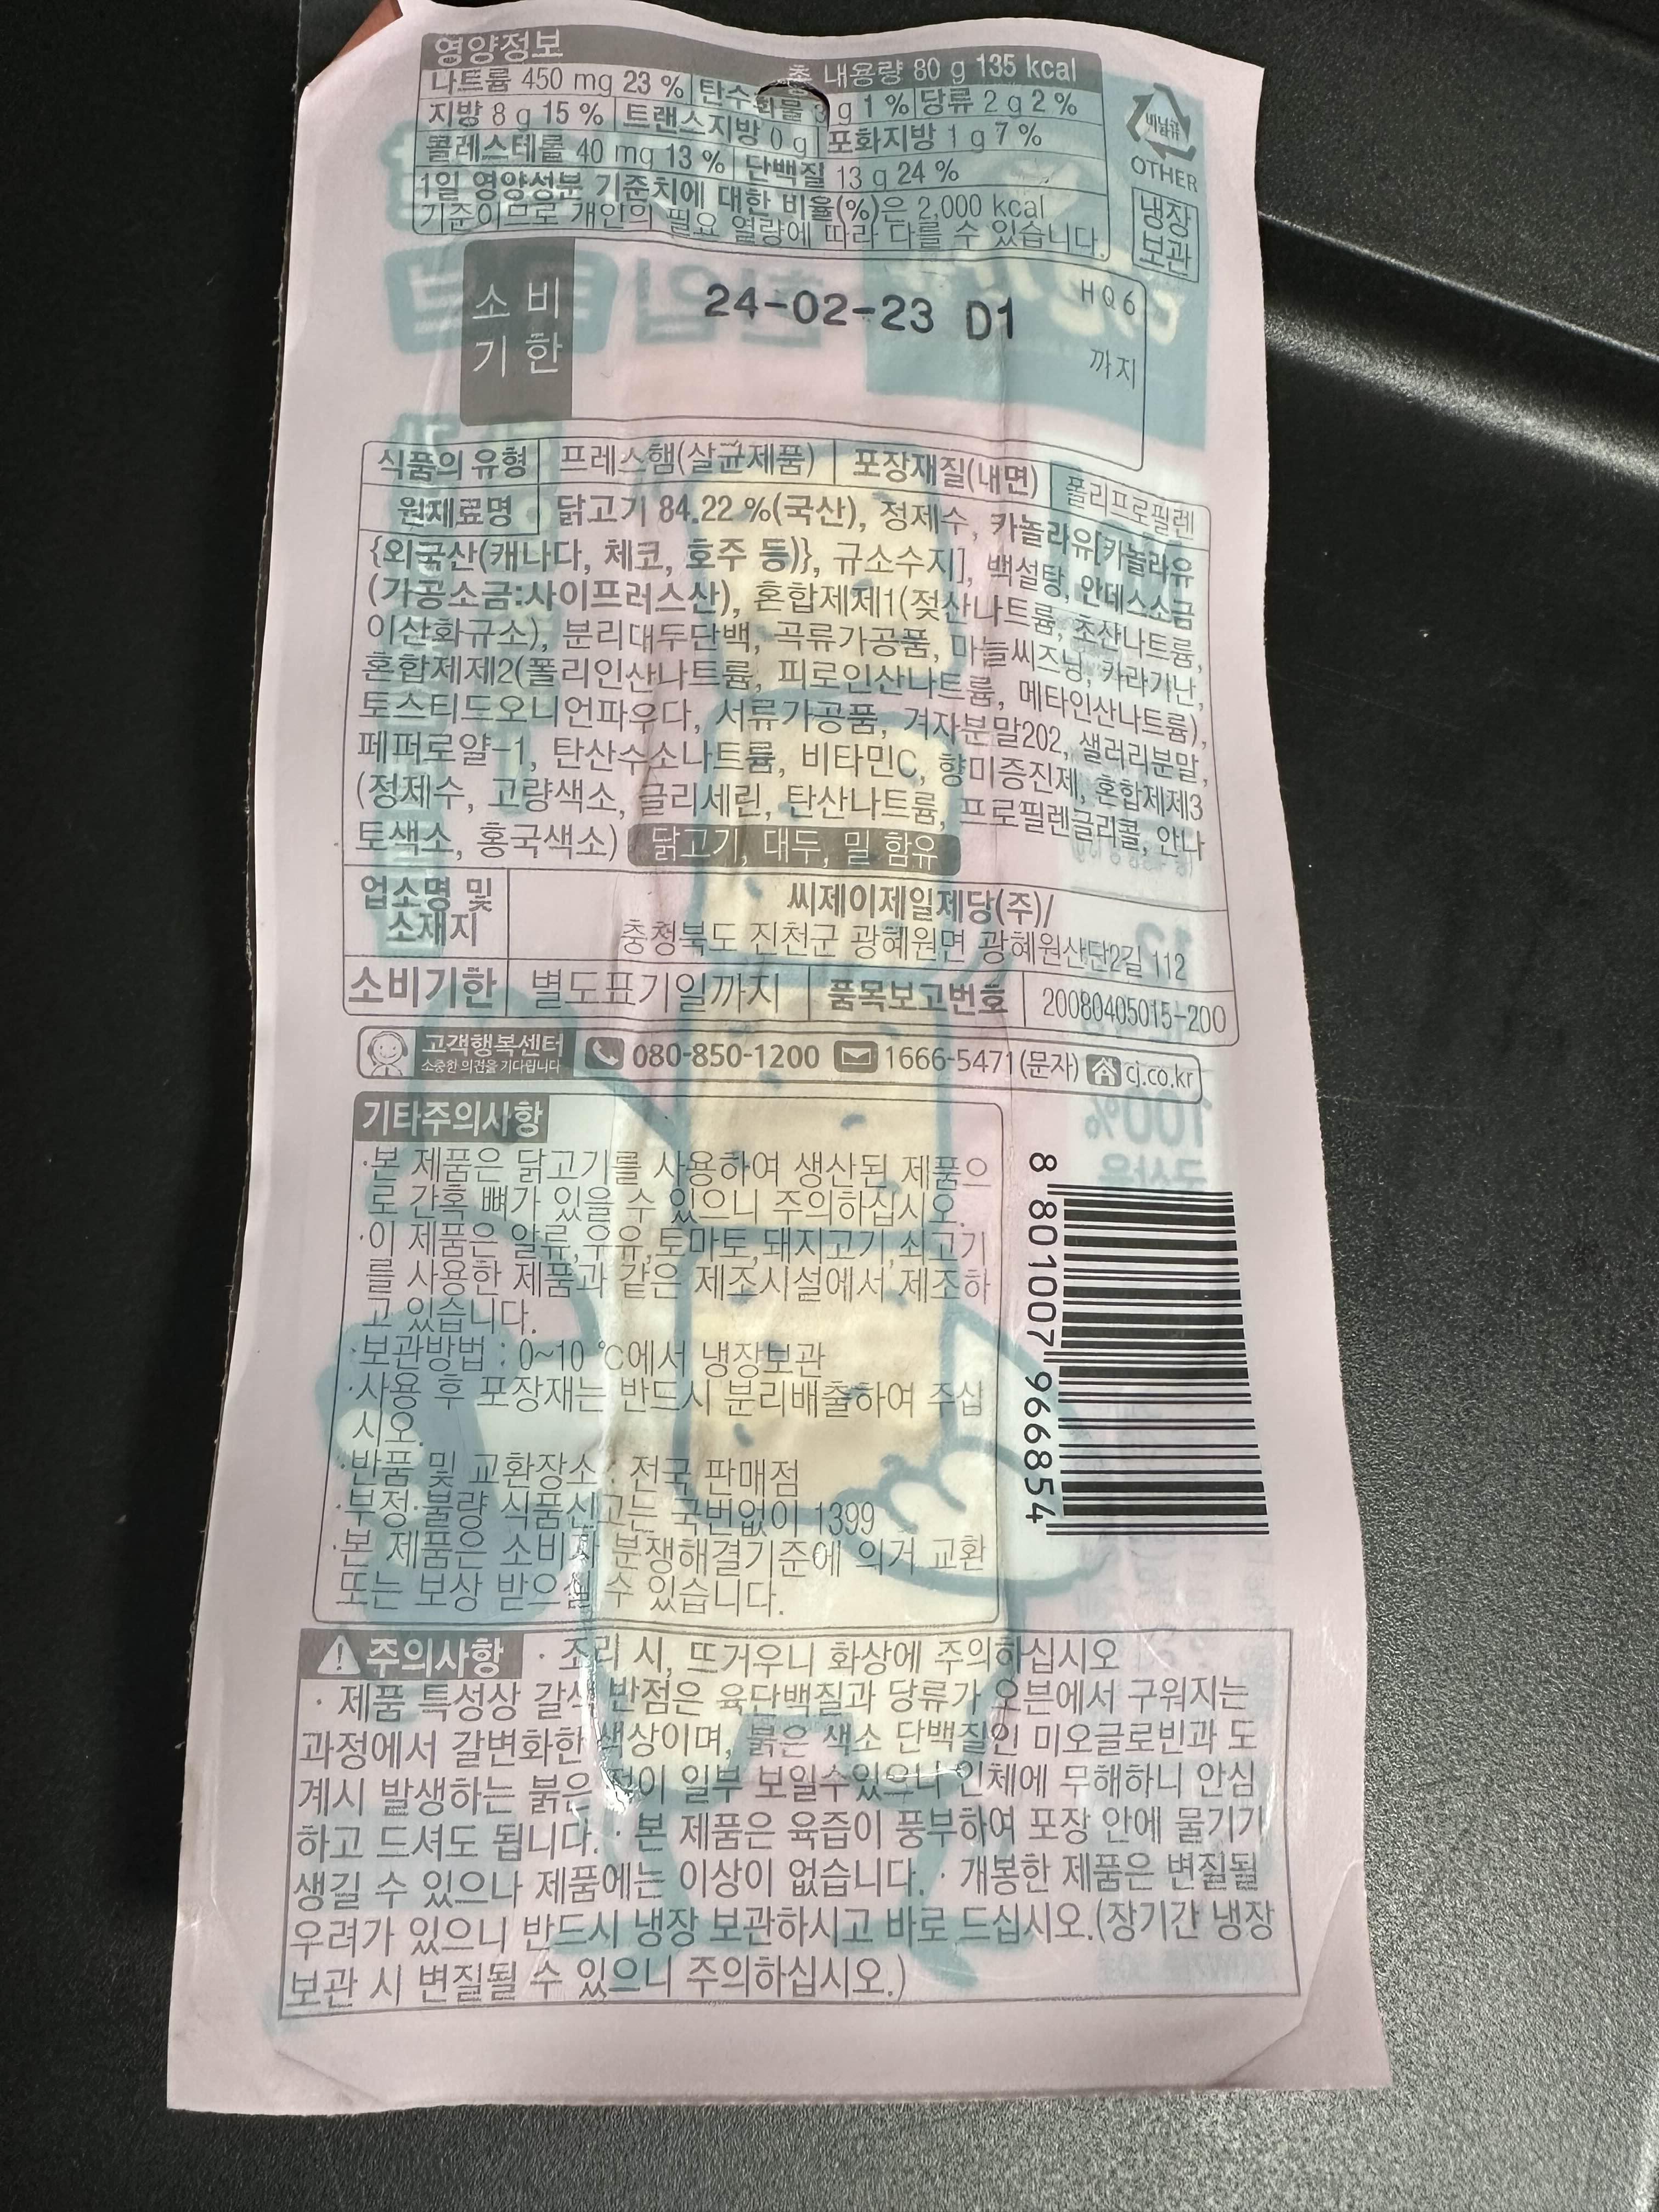 영양정보
총 내용량 80 g 135 kcal
나트륨 450 mg 23 % 탄수화물 3 g 1 % 당류 2 g 2 %
지방 8 g 15 % 트랜스지방 0 g 포화지방 1 g 7 %
콜레스테롤 40 mg 13 % 단백질 13 g 24 %
1일 영양성분 기준치에 대한 비율(%)은 2,000 kcal
기준이므로 개인의 필요 열량에 따라 다를 수 있습니다.
비닐류
OTHER
냉장
보관
소비
기한
24-02-23 D1
HQ6
까지
식품의 유형 프레스햄(살균제품) 포장재질(내면) 폴리프로필렌
원재료명 닭고기 84.22 %(국산), 정제수, 카놀라유[카놀라유
{외국산(캐나다, 체코, 호주 등)}, 규소수지], 백설탕, 안데스소금
(가공소금:사이프러스산), 혼합제제1(젖산나트륨, 초산나트륨,
이산화규소), 분리대두단백, 곡류가공품, 마늘씨즈닝, 카라기난,
혼합제제2(폴리인산나트륨, 피로인산나트륨, 메타인산나트륨),
토스티드오니언파우다, 서류가공품, 겨자분말202, 샐러리분말,
페퍼로얄-1, 탄산수소나트륨, 비타민C, 향미증진제, 혼합제제3
(정제수, 고량색소, 글리세린, 탄산나트륨, 프로필렌글리콜, 안나
토색소, 홍국색소) 닭고기, 대두, 밀 함유
업소명 및
소재지
씨제이제일제당(주)/
충청북도 진천군 광혜원면 광혜원산단2길 112
소비기한 별도표기일까지 품목보고번호 20080405015-200
고객행복센터
소중한 의견을 기다립니다
080-850-1200 1666-5471(문자) cj.co.kr
기타주의사항
·본 제품은 닭고기를 사용하여 생산된 제품으
로 간혹 뼈가 있을 수 있으니 주의하십시오.
·이 제품은 알류,우유,토마토,돼지고기,쇠고기
를 사용한 제품과 같은 제조시설에서 제조하
고 있습니다.
·보관방법 : 0~10 ℃에서 냉장보관
·사용 후 포장재는 반드시 분리배출하여 주십
시오.
·반품 및 교환장소 : 전국 판매점
·부정·불량 식품신고는 국번없이 1399
·본 제품은 소비자 분쟁해결기준에 의거 교환
또는 보상 받으실 수 있습니다.
8 801007 966854
주의사항 · 조리 시, 뜨거우니 화상에 주의하십시오
· 제품 특성상 갈색 반점은 육단백질과 당류가 오븐에서 구워지는
과정에서 갈변화한 색상이며, 붉은 색소 단백질인 미오글로빈과 도
계시 발생하는 붉은 점이 일부 보일수있으나 인체에 무해하니 안심
하고 드셔도 됩니다. · 본 제품은 육즙이 풍부하여 포장 안에 물기가
생길 수 있으나 제품에는 이상이 없습니다. · 개봉한 제품은 변질될
우려가 있으니 반드시 냉장 보관하시고 바로 드십시오.(장기간 냉장
보관 시 변질될 수 있으니 주의하십시오.)